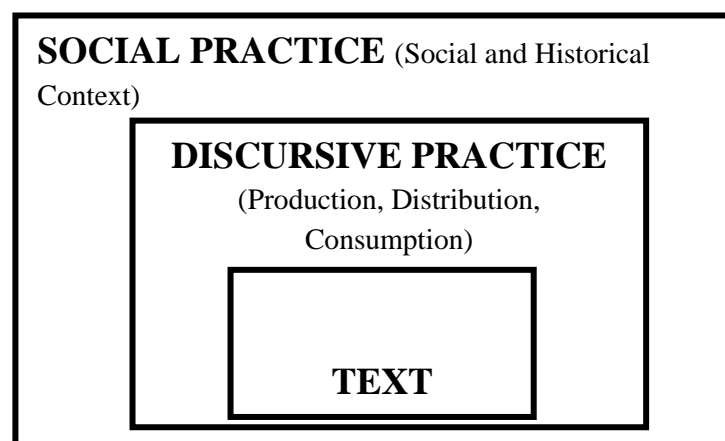 SOCIAL PRACTICE (Social and Historical
Context)
DISCURSIVE PRACTICE
(Production, Distribution,
Consumption)
TEXT